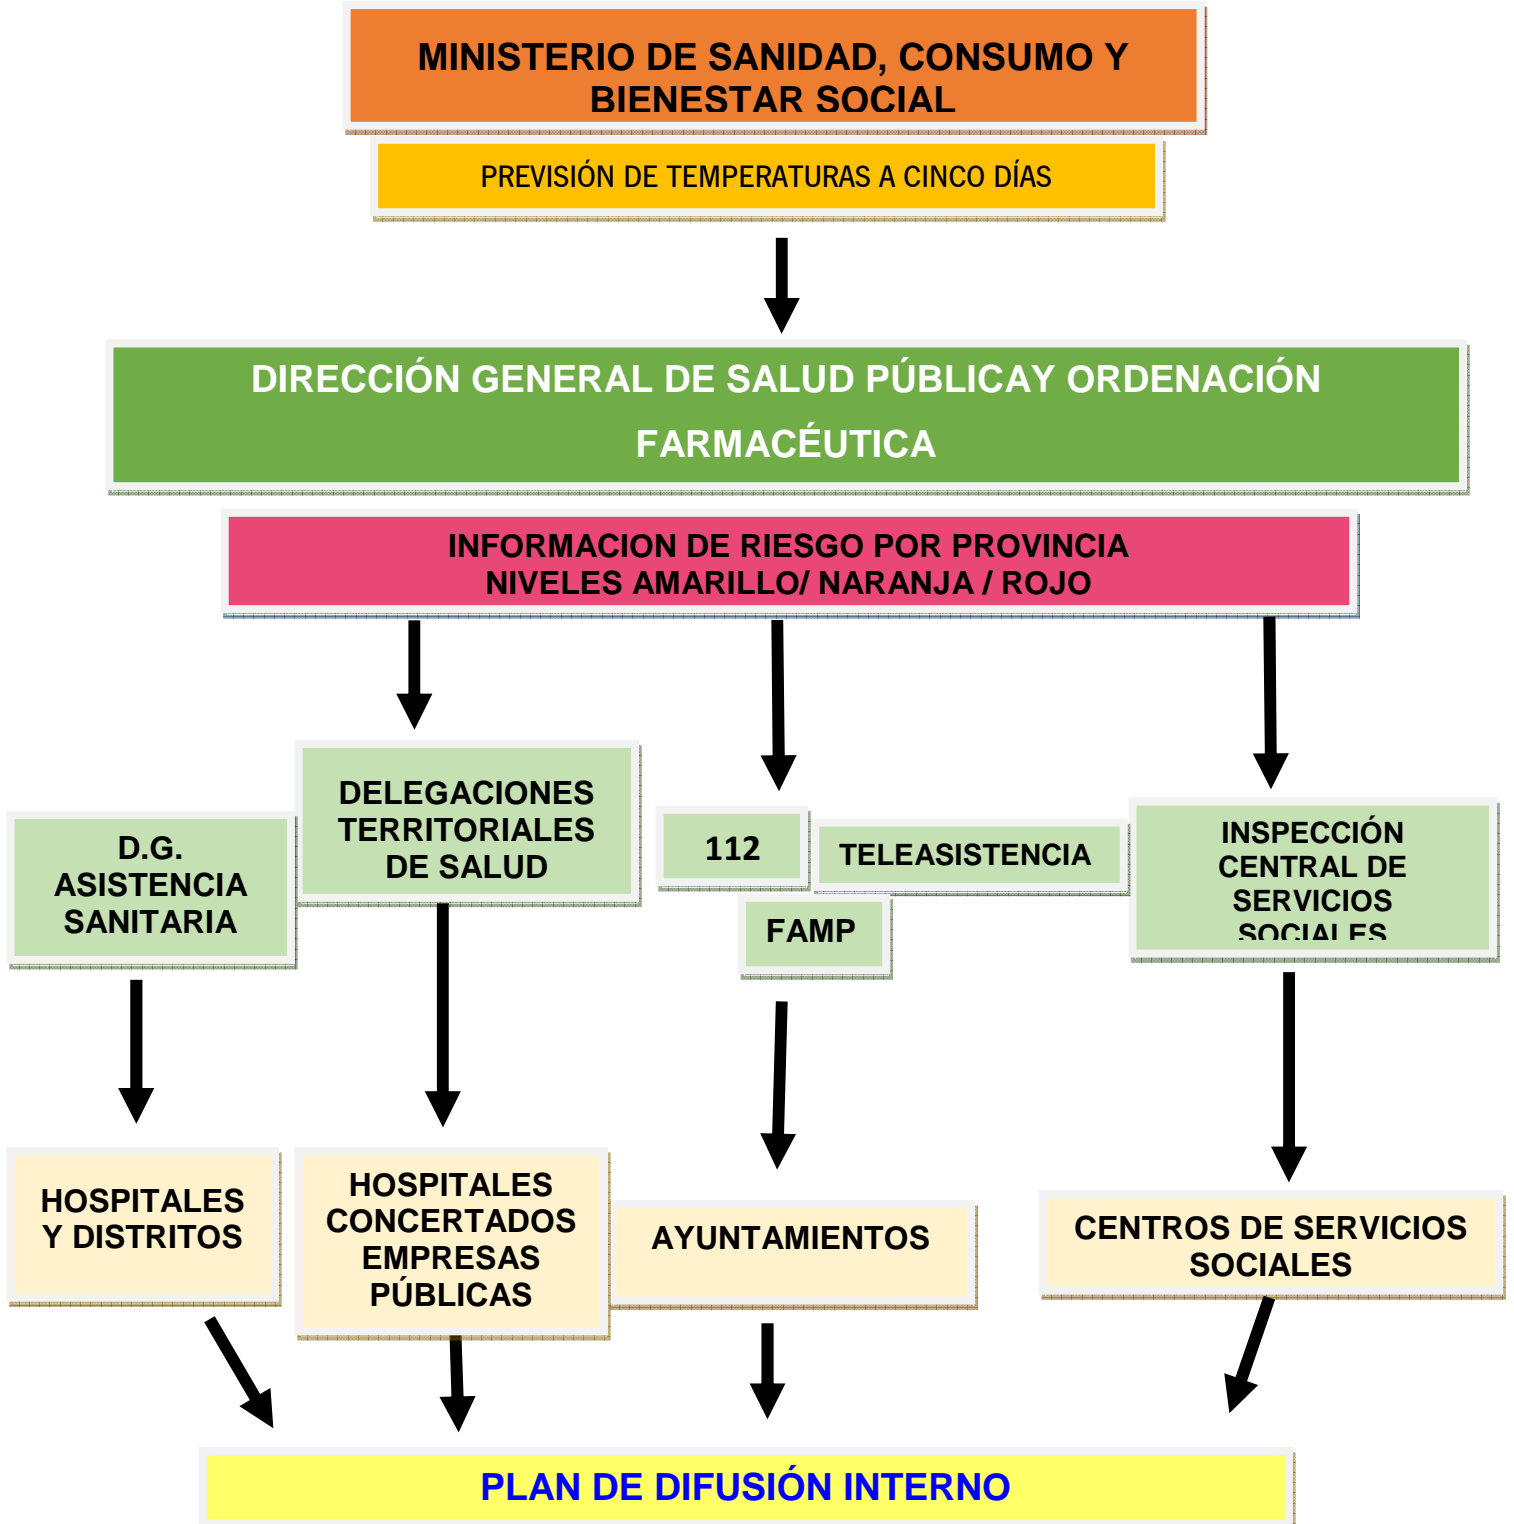 MINISTERIO DE SANIDAD, CONSUMO Y
BIENESTAR SOCIAL
PREVISIÓN DE TEMPERATURAS A CINCO DÍAS
DIRECCIÓN GENERAL DE SALUD PÚBLICAY ORDENACIÓN
FARMACÉUTICA
INFORMACION DE RIESGO POR PROVINCIA
NIVELES AMARILLO/ NARANJA / ROJO
D.G.
ASISTENCIA
SANITARIA
DELEGACIONES
TERRITORIALES
DE SALUD
112
TELEASISTENCIA
FAMP
INSPECCIÓN
CENTRAL DE
SERVICIOS
SOCIALES
HOSPITALES
Y DISTRITOS
HOSPITALES
CONCERTADOS
EMPRESAS
PÚBLICAS
AYUNTAMIENTOS
CENTROS DE SERVICIOS
SOCIALES
PLAN DE DIFUSIÓN INTERNO